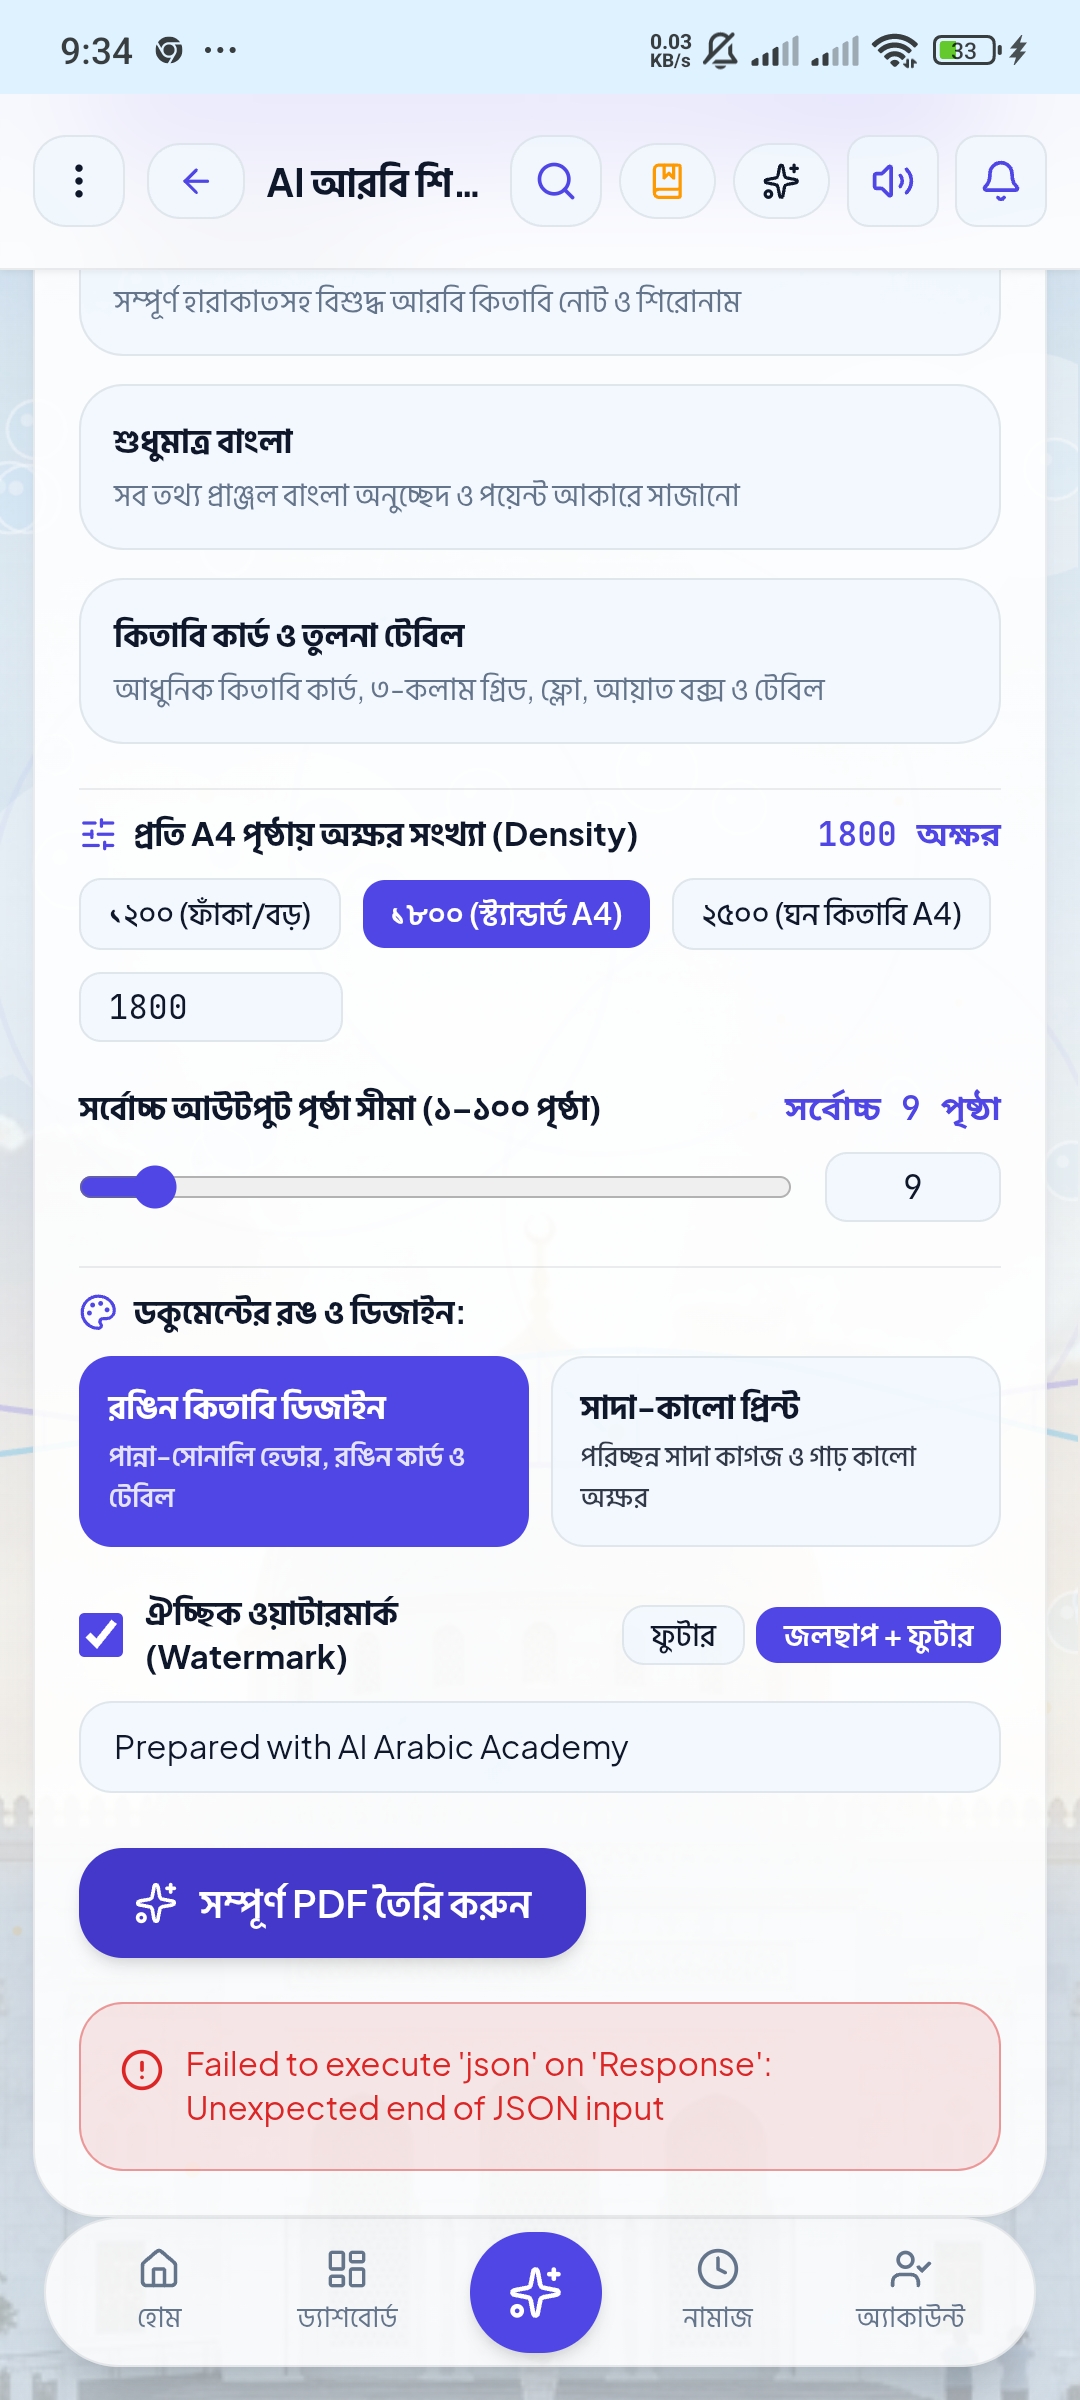 9:34
0.03
KB/s
33
AI আরবি শি...
সম্পূর্ণ হারাকাতসহ বিশুদ্ধ আরবি কিতাবি নোট ও শিরোনাম
শুধুমাত্র বাংলা
সব তথ্য প্রাঞ্জল বাংলা অনুচ্ছেদ ও পয়েন্ট আকারে সাজানো
কিতাবি কার্ড ও তুলনা টেবিল
আধুনিক কিতাবি কার্ড, ৩-কলাম গ্রিড, ফ্লো, আয়াত বক্স ও টেবিল
প্রতি A4 পৃষ্ঠায় অক্ষর সংখ্যা (Density)
1800 অক্ষর
১২০০ (ফাঁকা/বড়)
১৮০০ (স্ট্যান্ডার্ড A4)
২৫০০ (ঘন কিতাবি A4)
1800
সর্বোচ্চ আউটপুট পৃষ্ঠা সীমা (১-১০০ পৃষ্ঠা)
সর্বোচ্চ 9 পৃষ্ঠা
9
ডকুমেন্টের রঙ ও ডিজাইন:
রঙিন কিতাবি ডিজাইন
পান্না-সোনালি হেডার, রঙিন কার্ড ও
টেবিল
সাদা-কালো প্রিন্ট
পরিচ্ছন্ন সাদা কাগজ ও গাঢ় কালো
অক্ষর
ঐচ্ছিক ওয়াটারমার্ক
(Watermark)
ফুটার
জলছাপ + ফুটার
Prepared with AI Arabic Academy
সম্পূর্ণ PDF তৈরি করুন
Failed to execute 'json' on 'Response':
Unexpected end of JSON input
হোম
ড্যাশবোর্ড
নামাজ
অ্যাকাউন্ট